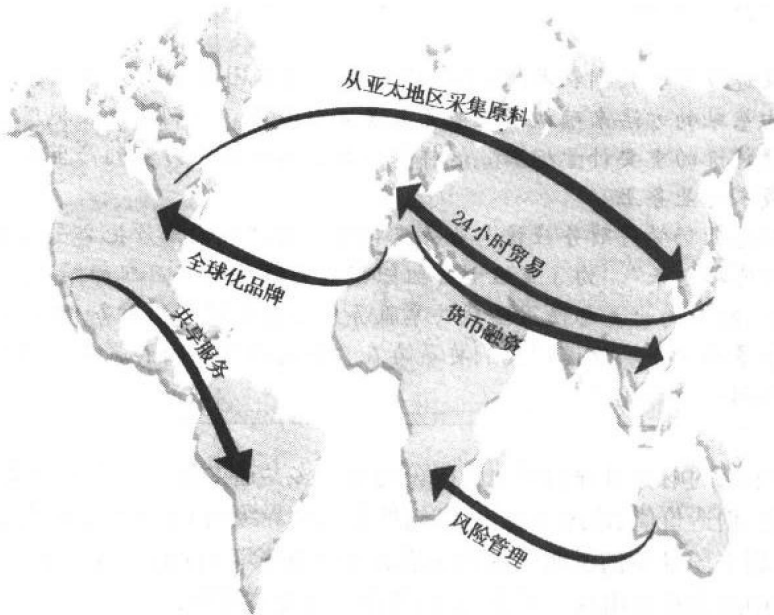 从亚太地区采集原料
24小时贸易
全球化品牌
货币融资
共享服务
风险管理